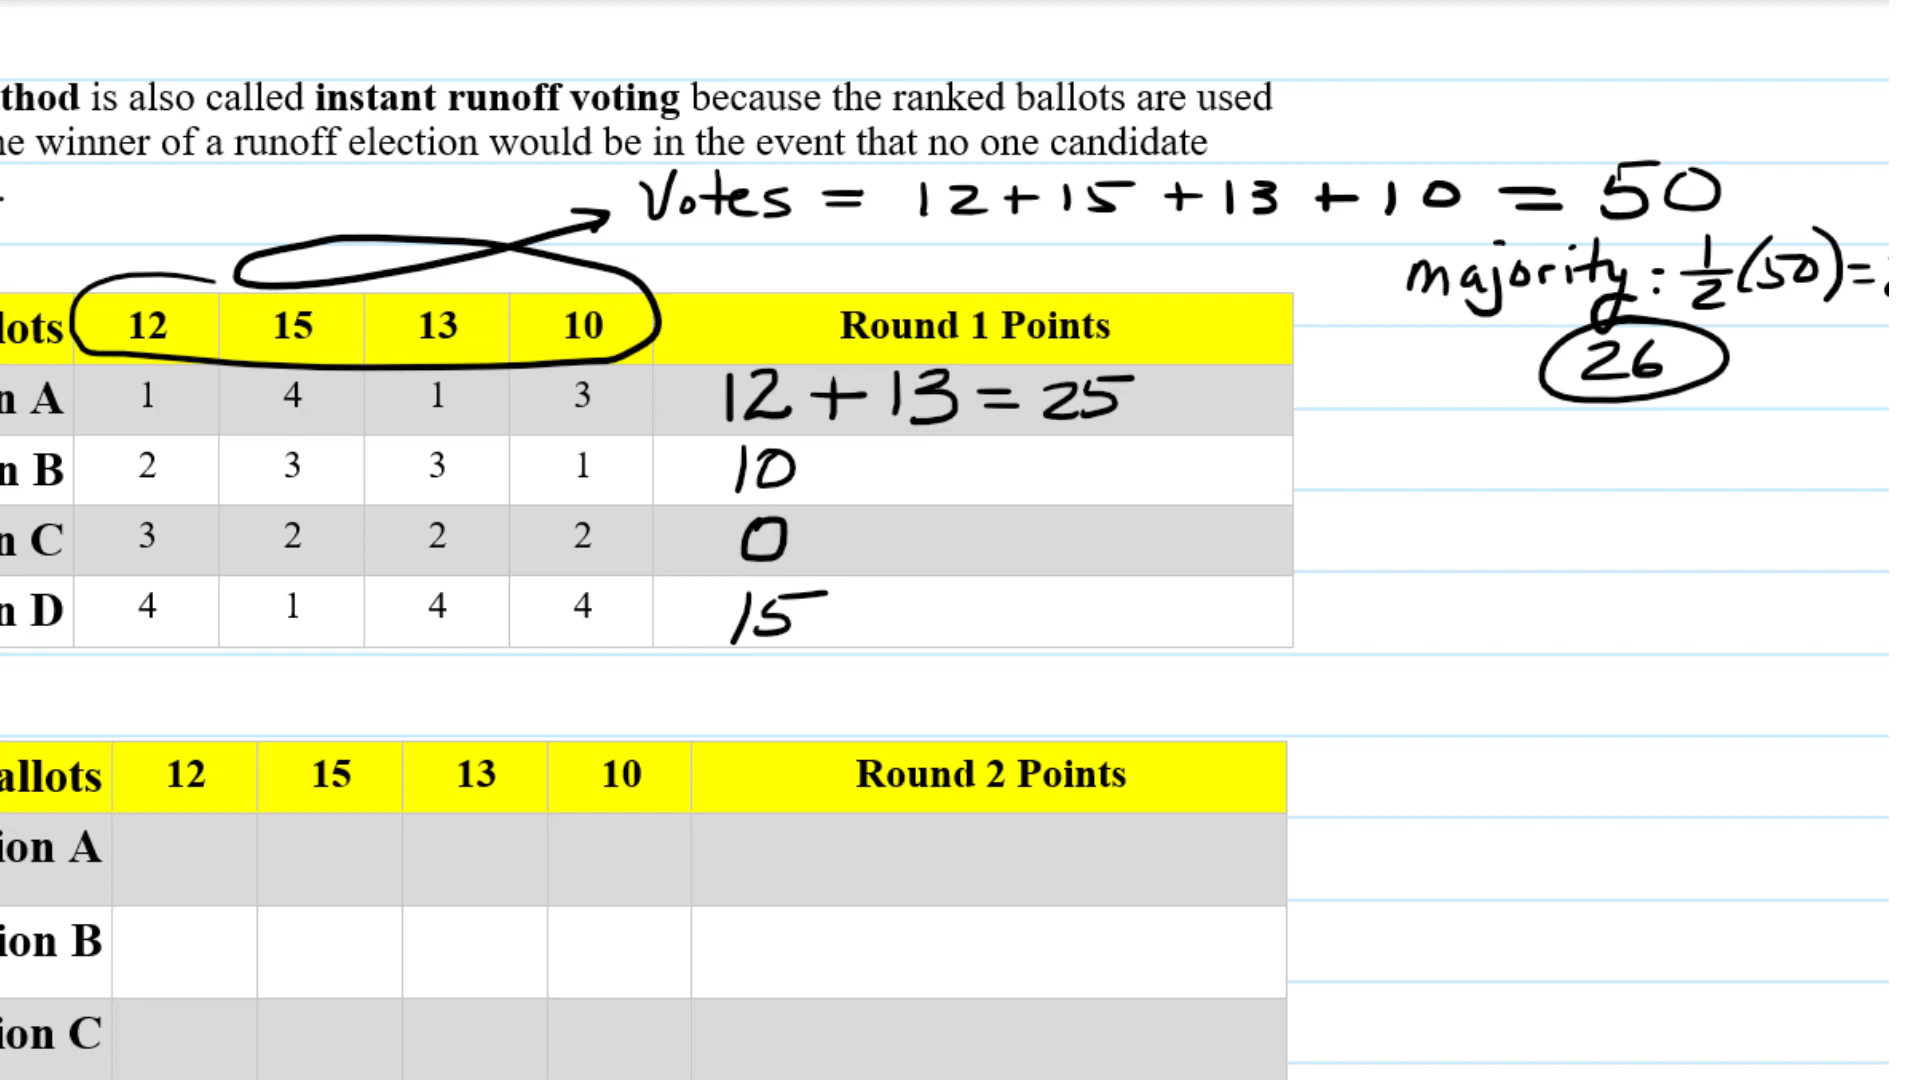 thod is also called instant runoff voting because the ranked ballots are used
ne winner of a runoff election would be in the event that no one candidate
Votes = 12 + 15 + 13 + 10 = 50
majority: 1/2 (50) =
26
lots 12 15 13 10 Round 1 Points
n A 1 4 1 3 12 + 13 = 25
n B 2 3 3 1 10
n C 3 2 2 2 0
n D 4 1 4 4 15
allots 12 15 13 10 Round 2 Points
ion A
ion B
ion C